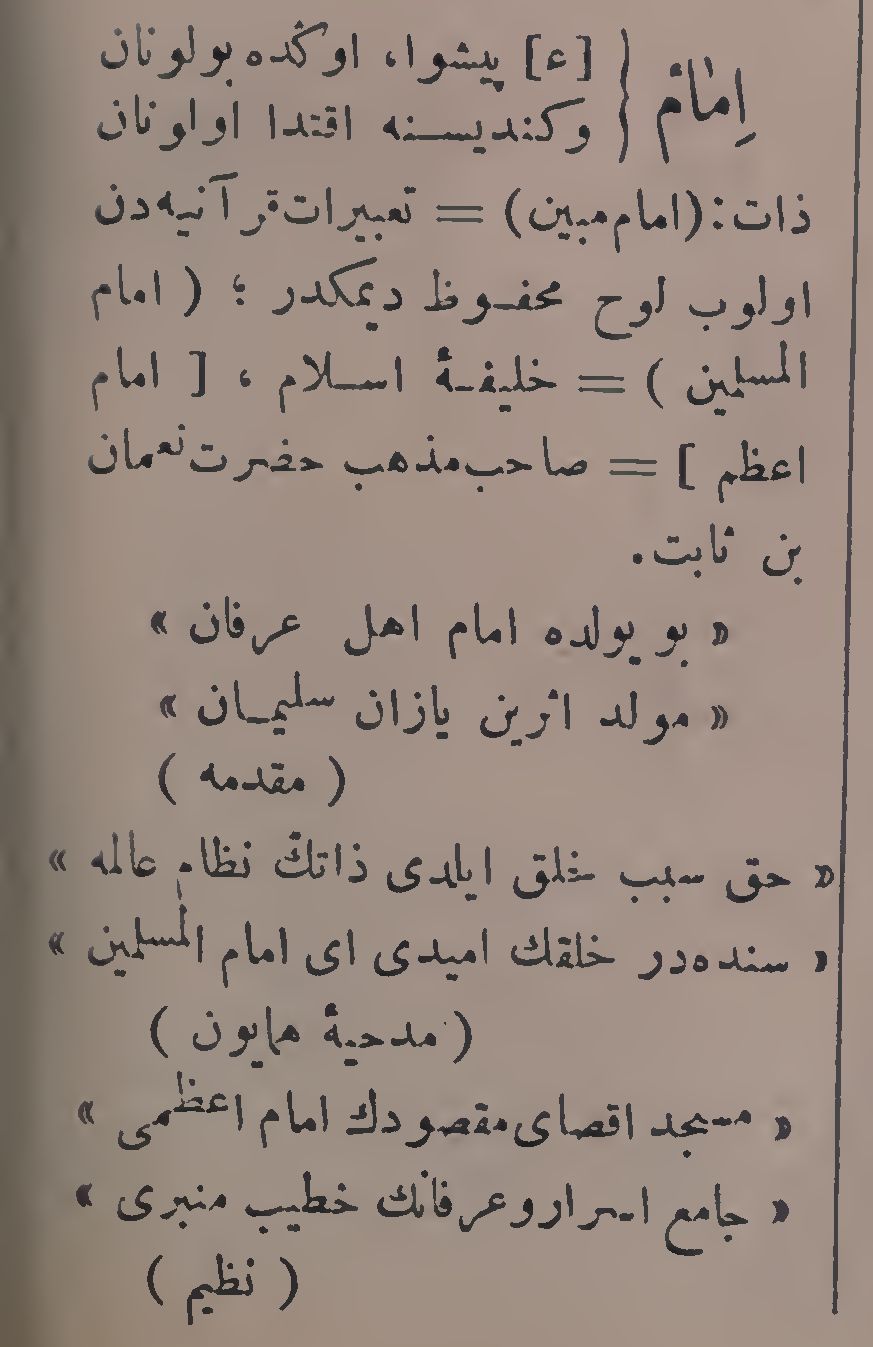 اِمام } [ع] پیشوا، اوڭده بولونان
وکندیسنه اقتدا اولونان
ذات: (امام مبین) = تعبیرات قرآنیه دن
اولوب لوح محفوظ دیمکدر ؛ ( امام
المسلمین ) = خلیفهٔ اسلام ، [ امام
اعظم ] = صاحب مذهب حضرت نعمان
بن ثابت.
« بو یولده امام اهل عرفان »
« مولد اثرین یازان سلیمان »
( مقدمه )
« حق سبب خلق ایلدی ذاتڭ نظام عالمه »
« سنده در خلقك امیدی ای امام المسلمین »
( مدحیهٔ همایون )
« مسجد اقصای مقصودك امام اعظمی »
« جامع اسرار و عرفانك خطیب منبری »
( نظیم )